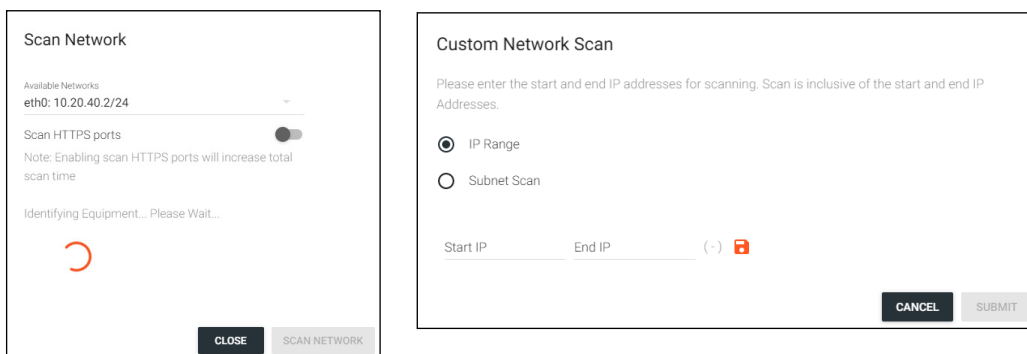 Scan Network
Available Networks
eth0: 10.20.40.2/24
Scan HTTPS ports
Note: Enabling scan HTTPS ports will increase total
scan time
Identifying Equipment... Please Wait...
CLOSE
SCAN NETWORK
Custom Network Scan
Please enter the start and end IP addresses for scanning. Scan is inclusive of the start and end IP
Addresses.
IP Range
Subnet Scan
Start IP
End IP
(-)
CANCEL
SUBMIT